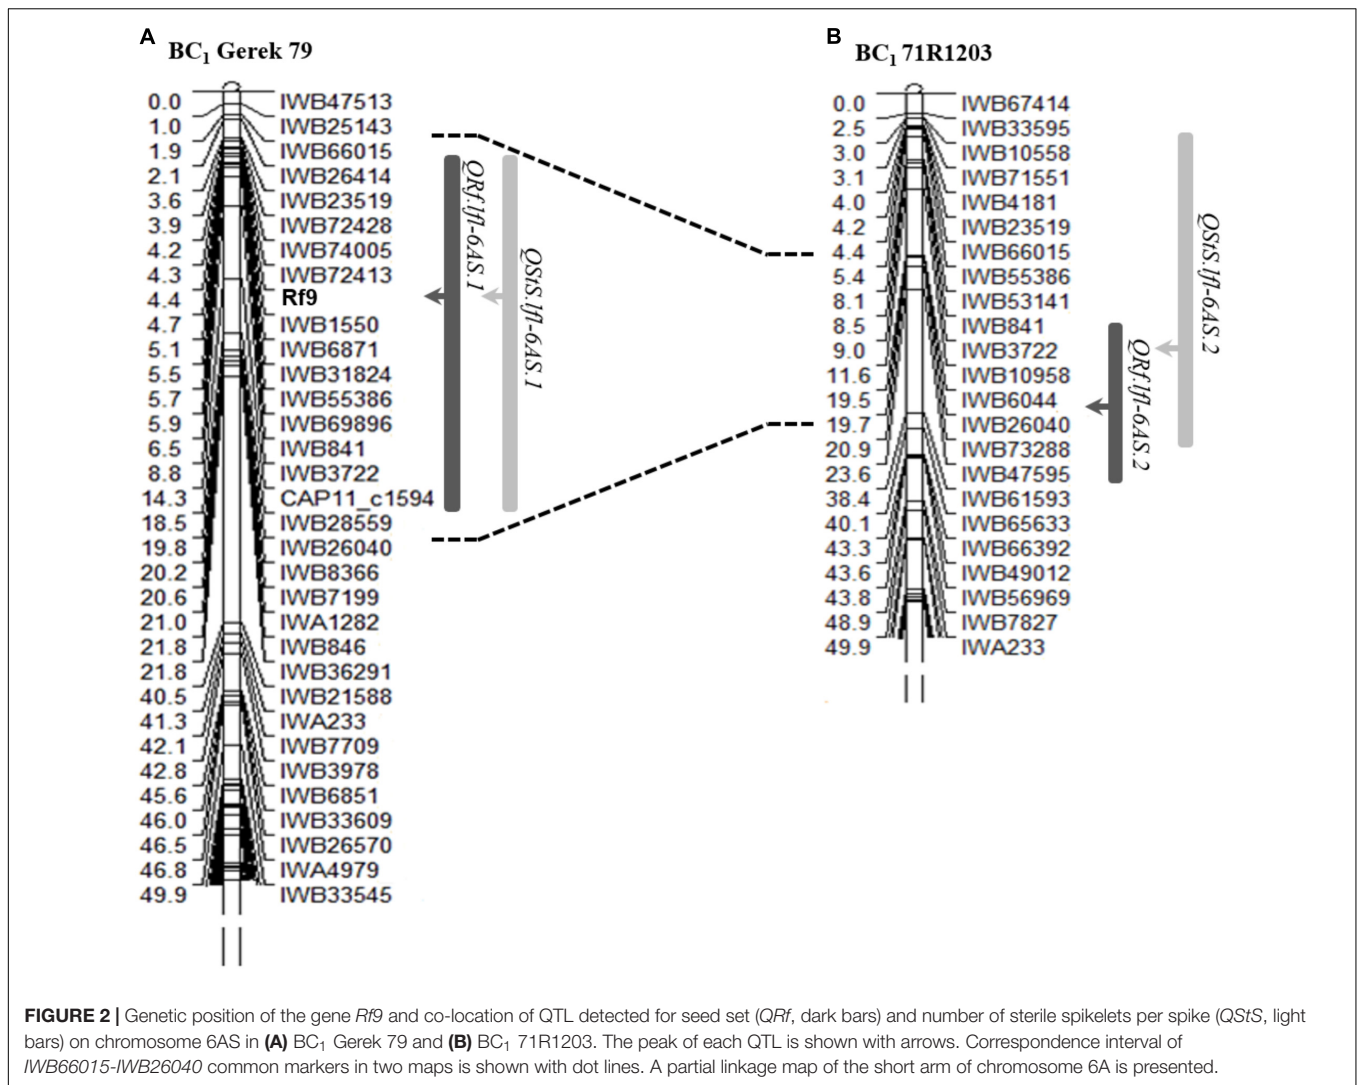 A
BC1 Gerek 79
0.0 IWB47513
1.0 IWB25143
1.9 IWB66015
2.1 IWB26414
3.6 IWB23519
3.9 IWB72428
4.2 IWB74005
4.3 IWB72413
4.4 Rf9
4.7 IWB1550
5.1 IWB6871
5.5 IWB31824
5.7 IWB55386
5.9 IWB69896
6.5 IWB841
8.8 IWB3722
14.3 CAP11_c1594
18.5 IWB28559
19.8 IWB26040
20.2 IWB8366
20.6 IWB7199
21.0 IWA1282
21.8 IWB846
21.8 IWB36291
40.5 IWB21588
41.3 IWA233
42.1 IWB7709
42.8 IWB3978
45.6 IWB6851
46.0 IWB33609
46.5 IWB26570
46.8 IWA4979
49.9 IWB33545
QRf.lfl-6AS.1
QStS.lfl-6AS.1
B
BC1 71R1203
0.0 IWB67414
2.5 IWB33595
3.0 IWB10558
3.1 IWB71551
4.0 IWB4181
4.2 IWB23519
4.4 IWB66015
5.4 IWB55386
8.1 IWB53141
8.5 IWB841
9.0 IWB3722
11.6 IWB10958
19.5 IWB6044
19.7 IWB26040
20.9 IWB73288
23.6 IWB47595
38.4 IWB61593
40.1 IWB65633
43.3 IWB66392
43.6 IWB49012
43.8 IWB56969
48.9 IWB7827
49.9 IWA233
QRf.lfl-6AS.2
QStS.lfl-6AS.2
FIGURE 2 | Genetic position of the gene Rf9 and co-location of QTL detected for seed set (QRf, dark bars) and number of sterile spikelets per spike (QStS, light
bars) on chromosome 6AS in (A) BC1 Gerek 79 and (B) BC1 71R1203. The peak of each QTL is shown with arrows. Correspondence interval of
IWB66015-IWB26040 common markers in two maps is shown with dot lines. A partial linkage map of the short arm of chromosome 6A is presented.